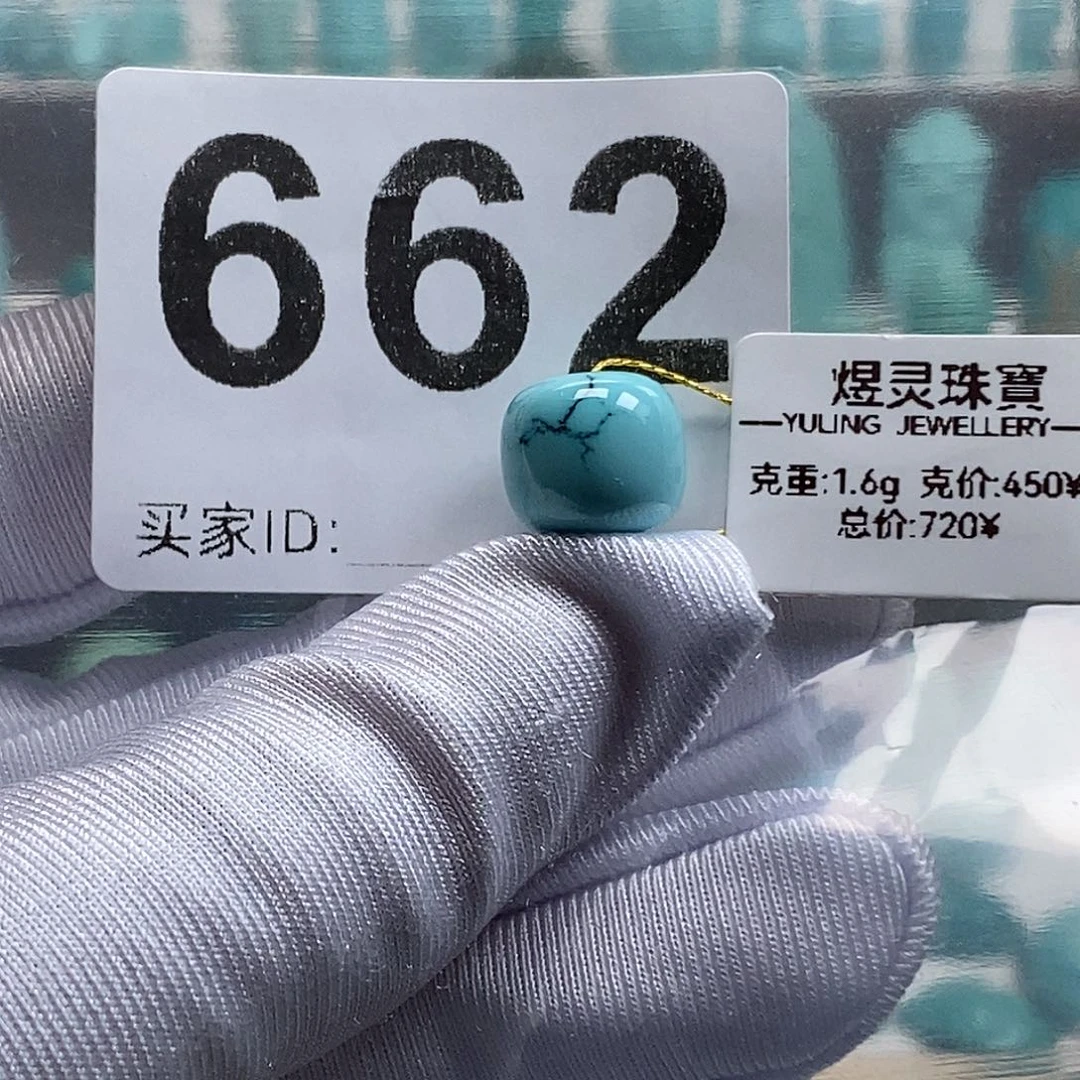 662
买家ID:
煜灵珠寶
YULING JEWELLERY
克重:1.6g 克价:450¥
总价:720¥